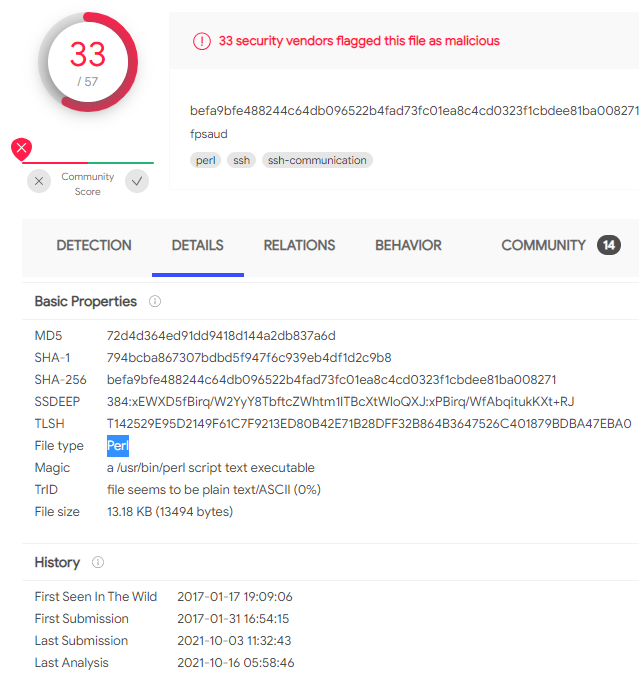 33
/ 57
Community
Score
33 security vendors flagged this file as malicious
befa9bfe488244c64db096522b4fad73fc01ea8c4cd0323f1cbdee81ba008271
fpsaud
perl ssh ssh-communication
DETECTION DETAILS RELATIONS BEHAVIOR COMMUNITY 14
Basic Properties
MD5 72d4d364ed91dd9418d144a2db837a6d
SHA-1 794bcba867307bdbd5f947f6c939eb4df1d2c9b8
SHA-256 befa9bfe488244c64db096522b4fad73fc01ea8c4cd0323f1cbdee81ba008271
SSDEEP 384:xEWXD5fBirq/W2YyY8TbftcZWhtm1ITBcXtWIoQXJ:xPBirq/WfAbqitukKXt+RJ
TLSH T142529E95D2149F61C7F9213ED80B42E71B28DFF32B864B3647526C401879BDBA47EBA0
File type Perl
Magic a /usr/bin/perl script text executable
TrID file seems to be plain text/ASCII (0%)
File size 13.18 KB (13494 bytes)
History
First Seen In The Wild 2017-01-17 19:09:06
First Submission 2017-01-31 16:54:15
Last Submission 2021-10-03 11:32:43
Last Analysis 2021-10-16 05:58:46